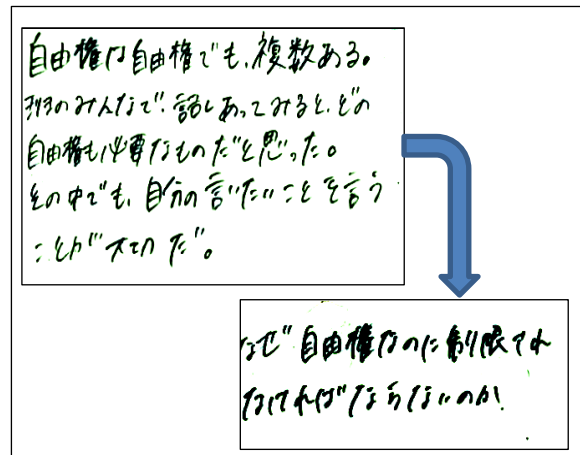 自由権は自由権でも、複数ある。
班のみんなで、話しあってみると、どの
自由権も必要なものだと思った。
その中でも、自分の言いたいことを言う
ことが大切だ。
なぜ自由権なのに制限され
なければならないのか